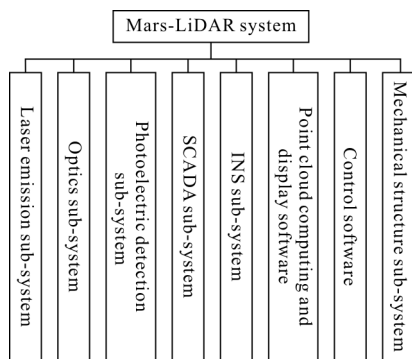 Mars-LiDAR system
Laser emission sub-system
Optics sub-system
Photoelectric detection
sub-system
SCADA sub-system
INS sub-system
Point cloud computing and
display software
Control software
Mechanical structure sub-system